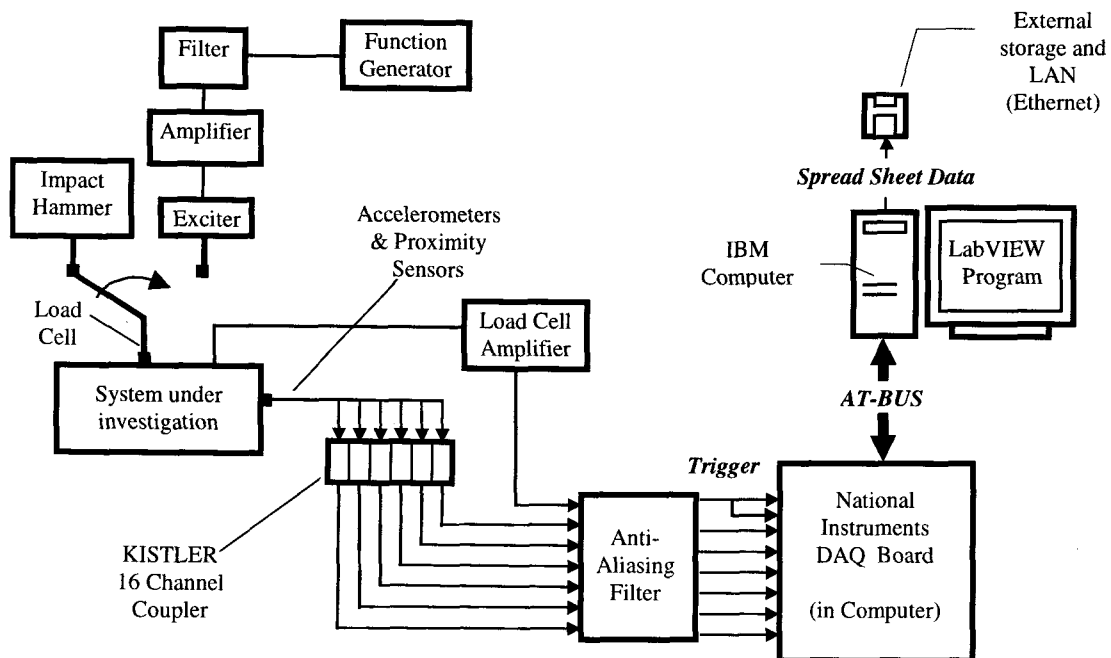 Filter
Function
Generator
External
storage and
LAN
(Ethernet)
Amplifier
Spread Sheet Data
Impact
Hammer
Exciter
Accelerometers
& Proximity
Sensors
IBM
Computer
LabVIEW
Program
Load
Cell
Load Cell
Amplifier
System under
investigation
AT-BUS
Trigger
KISTLER
16 Channel
Coupler
Anti-
Aliasing
Filter
National
Instruments
DAQ Board
(in Computer)